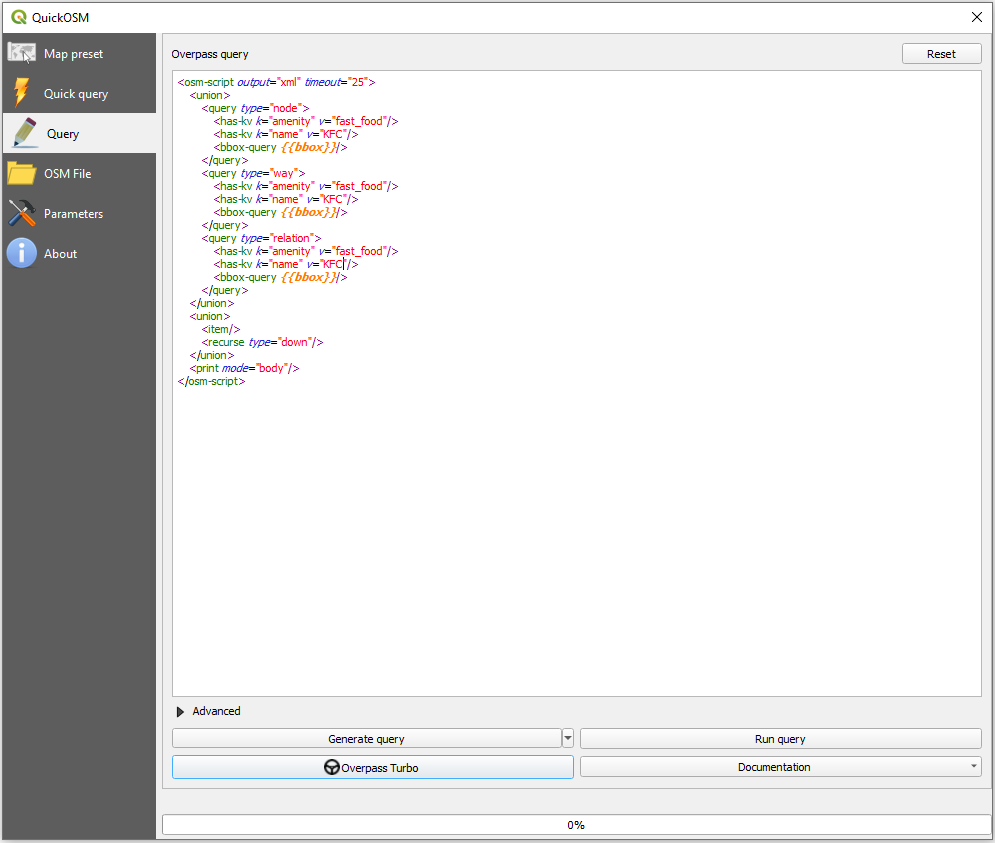 QuickOSM
Map preset
Quick query
Query
OSM File
Parameters
About
Overpass query
Reset
<osm-script output="xml" timeout="25">
<union>
<query type="node">
<has-kv k="amenity" v="fast_food"/>
<has-kv k="name" v="KFC"/>
<bbox-query {{bbox}}/>
</query>
<query type="way">
<has-kv k="amenity" v="fast_food"/>
<has-kv k="name" v="KFC"/>
<bbox-query {{bbox}}/>
</query>
<query type="relation">
<has-kv k="amenity" v="fast_food"/>
<has-kv k="name" v="KFC"/>
<bbox-query {{bbox}}/>
</query>
</union>
<union>
<item/>
<recurse type="down"/>
</union>
<print mode="body"/>
</osm-script>
Advanced
Generate query
Run query
Overpass Turbo
Documentation
0%